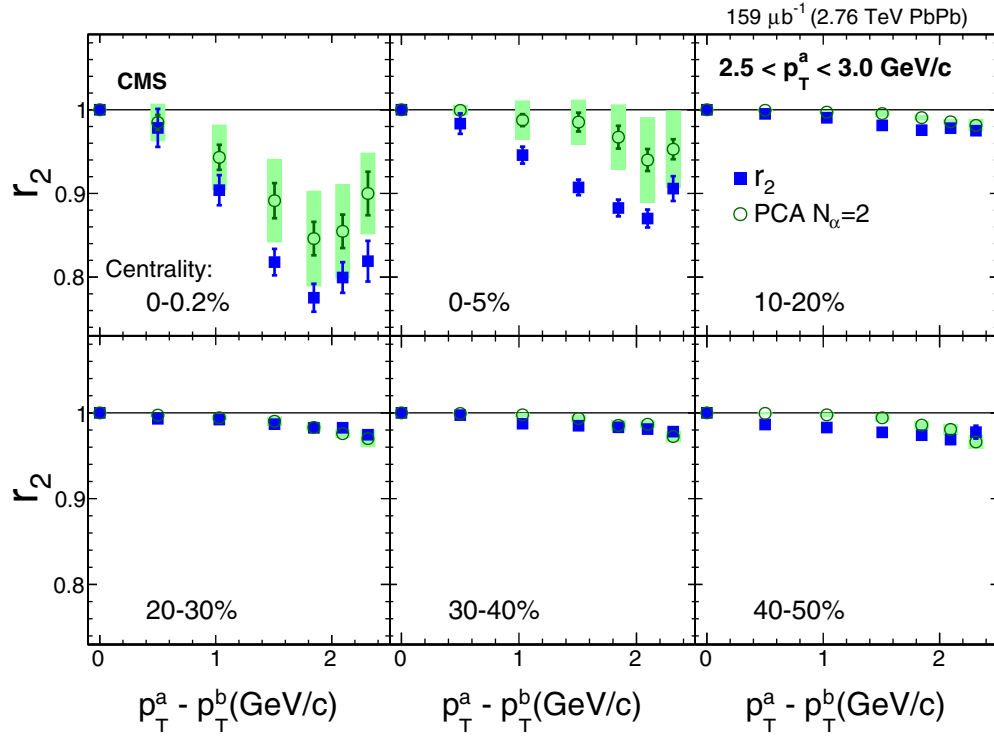 159 μb⁻¹ (2.76 TeV PbPb)
CMS
2.5 < p_T^a < 3.0 GeV/c
1
0.9
0.8
r₂
r₂
PCA N_α=2
Centrality:
0-0.2%
0-5%
10-20%
1
0.9
0.8
r₂
20-30%
30-40%
40-50%
0 1 2 0 1 2 0 1 2
p_T^a - p_T^b(GeV/c) p_T^a - p_T^b(GeV/c) p_T^a - p_T^b(GeV/c)